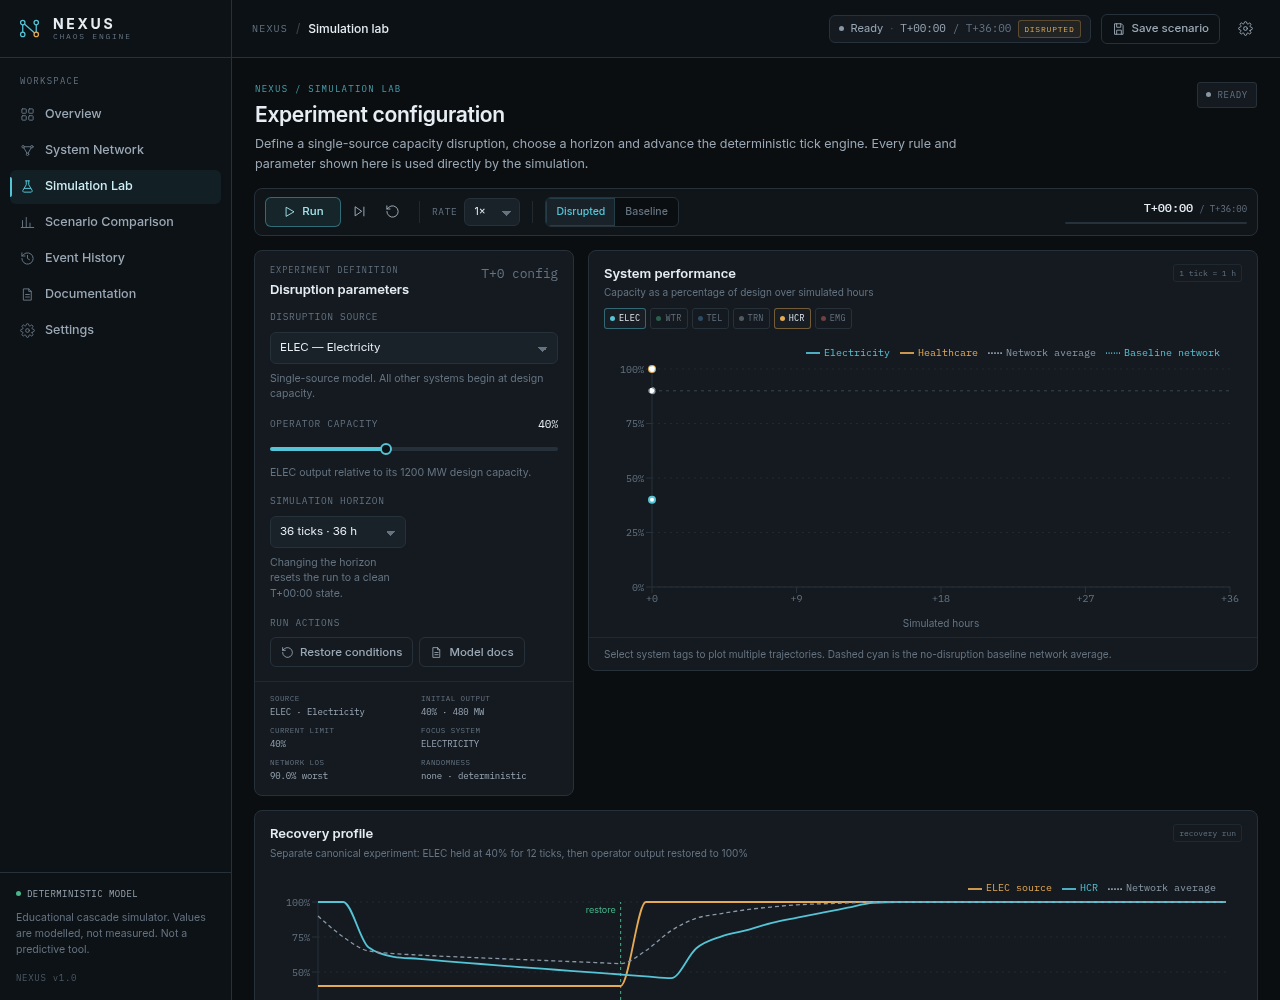 NEXUS
CHAOS ENGINE
NEXUS / Simulation lab
Ready · T+00:00 / T+36:00 DISRUPTED
Save scenario
WORKSPACE
Overview
System Network
Simulation Lab
Scenario Comparison
Event History
Documentation
Settings
DETERMINISTIC MODEL
Educational cascade simulator. Values
are modelled, not measured. Not a
predictive tool.
NEXUS v1.0
NEXUS / SIMULATION LAB
Experiment configuration
READY
Define a single-source capacity disruption, choose a horizon and advance the deterministic tick engine. Every rule and
parameter shown here is used directly by the simulation.
Run
RATE
1×
Disrupted
Baseline
T+00:00 / T+36:00
EXPERIMENT DEFINITION
T+0 config
Disruption parameters
DISRUPTION SOURCE
ELEC — Electricity
Single-source model. All other systems begin at design
capacity.
OPERATOR CAPACITY
40%
ELEC output relative to its 1200 MW design capacity.
SIMULATION HORIZON
36 ticks · 36 h
Changing the horizon
resets the run to a clean
T+00:00 state.
RUN ACTIONS
Restore conditions
Model docs
SOURCE
INITIAL OUTPUT
ELEC · Electricity
40% · 480 MW
CURRENT LIMIT
FOCUS SYSTEM
40%
ELECTRICITY
NETWORK LOS
RANDOMNESS
90.0% worst
none · deterministic
System performance
1 tick = 1 h
Capacity as a percentage of design over simulated hours
ELEC
WTR
TEL
TRN
HCR
EMG
Electricity
Healthcare
Network average
Baseline network
100%
75%
50%
25%
0%
+0
+9
+18
+27
+36
Simulated hours
Select system tags to plot multiple trajectories. Dashed cyan is the no-disruption baseline network average.
Recovery profile
recovery run
Separate canonical experiment: ELEC held at 40% for 12 ticks, then operator output restored to 100%
ELEC source
HCR
Network average
100%
restore
75%
50%